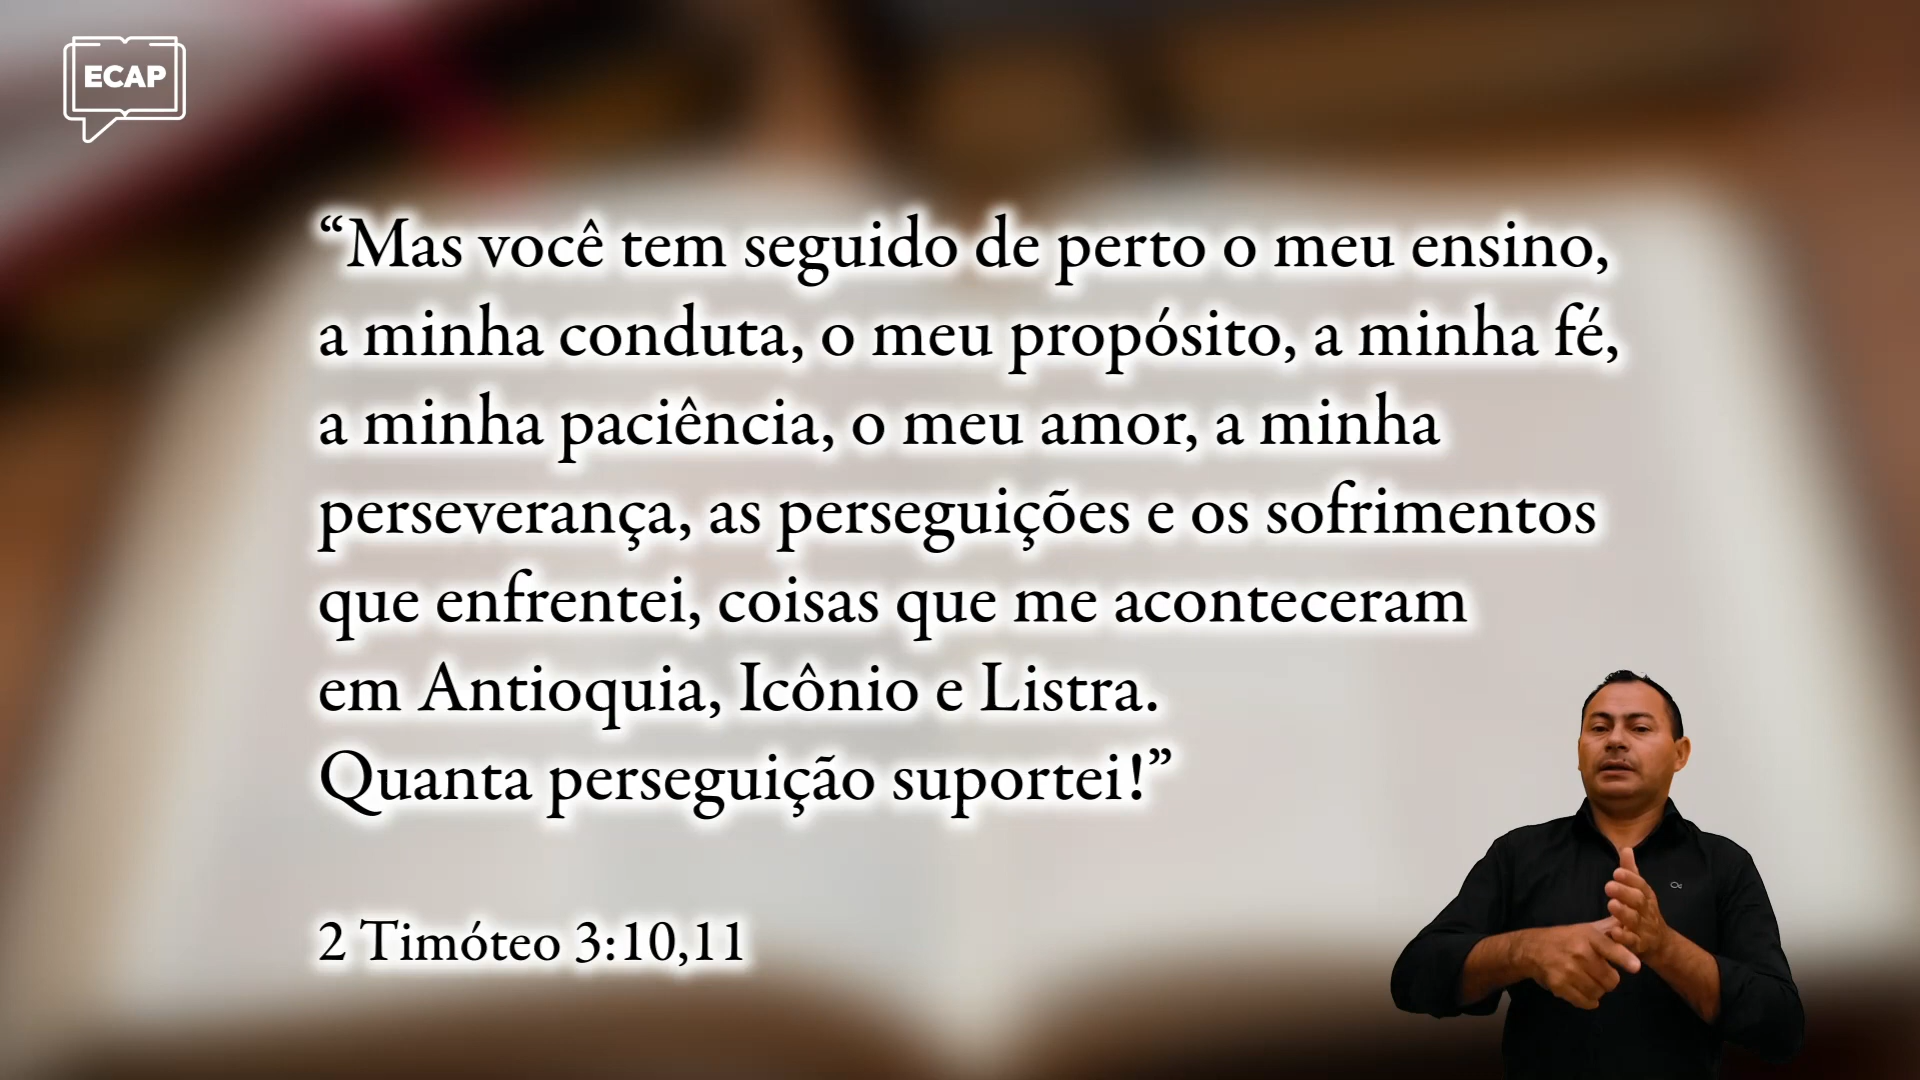 ECAP
“Mas você tem seguido de perto o meu ensino,
a minha conduta, o meu propósito, a minha fé,
a minha paciência, o meu amor, a minha
perseverança, as perseguições e os sofrimentos
que enfrentei, coisas que me aconteceram
em Antioquia, Icônio e Listra.
Quanta perseguição suportei!”
2 Timóteo 3:10,11